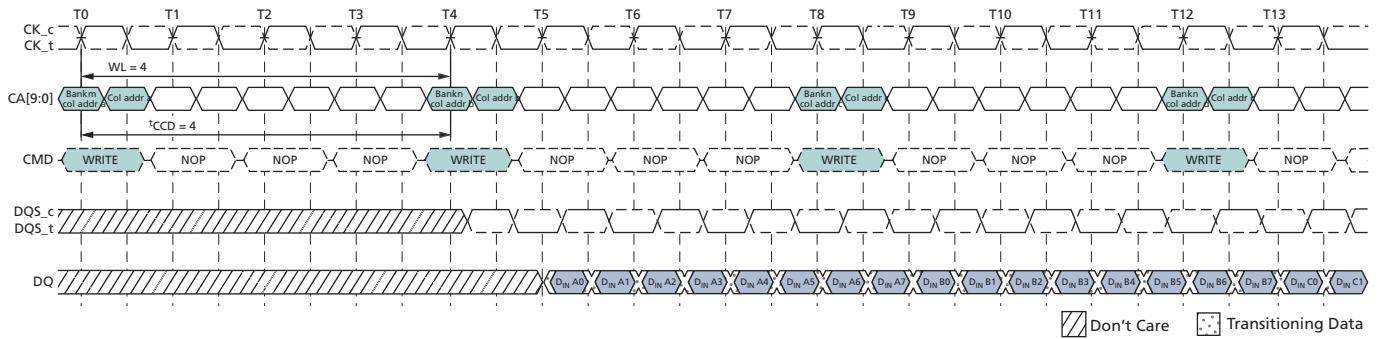 T0 T1 T2 T3 T4 T5 T6 T7 T8 T9 T10 T11 T12 T13
CK_c
CK_t
WL = 4
CA[9:0] Bankm col addr a Col addr a Bankn col addr b Col addr b Bankn col addr c Col addr c Bankn col addr d Col addr d
tCCD = 4
CMD WRITE NOP NOP NOP WRITE NOP NOP NOP WRITE NOP NOP NOP WRITE NOP
DQS_c
DQS_t
DQ DIN A0 DIN A1 DIN A2 DIN A3 DIN A4 DIN A5 DIN A6 DIN A7 DIN B0 DIN B1 DIN B2 DIN B3 DIN B4 DIN B5 DIN B6 DIN B7 DIN C0 DIN C1
Don't Care Transitioning Data